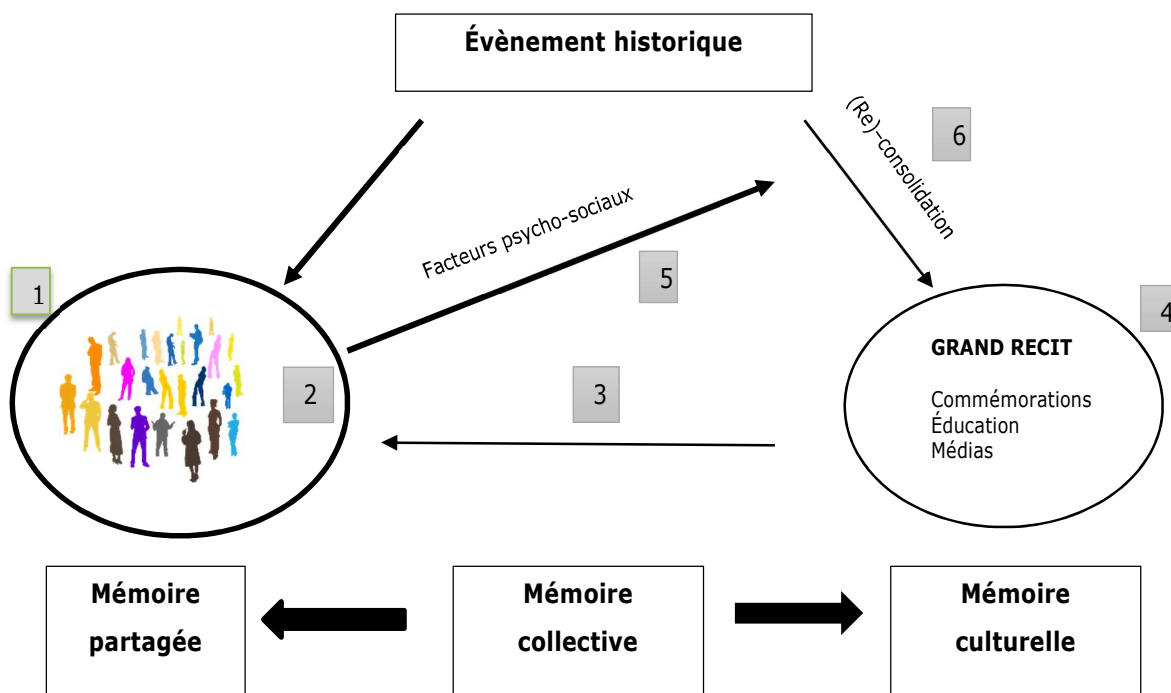 Évènement historique
(Re)-consolidation
6
Facteurs psycho-sociaux
5
1
2
3
4
GRAND RECIT
Commémorations
Éducation
Médias
Mémoire
partagée
Mémoire
collective
Mémoire
culturelle